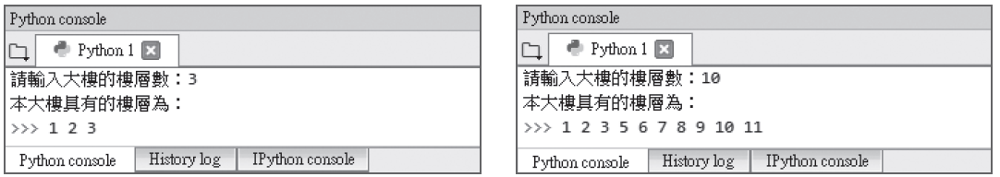 Python console
Python 1
請輸入大樓的樓層數：3
本大樓具有的樓層為：
>>> 1 2 3
Python console History log IPython console
Python console
Python 1
請輸入大樓的樓層數：10
本大樓具有的樓層為：
>>> 1 2 3 5 6 7 8 9 10 11
Python console History log IPython console